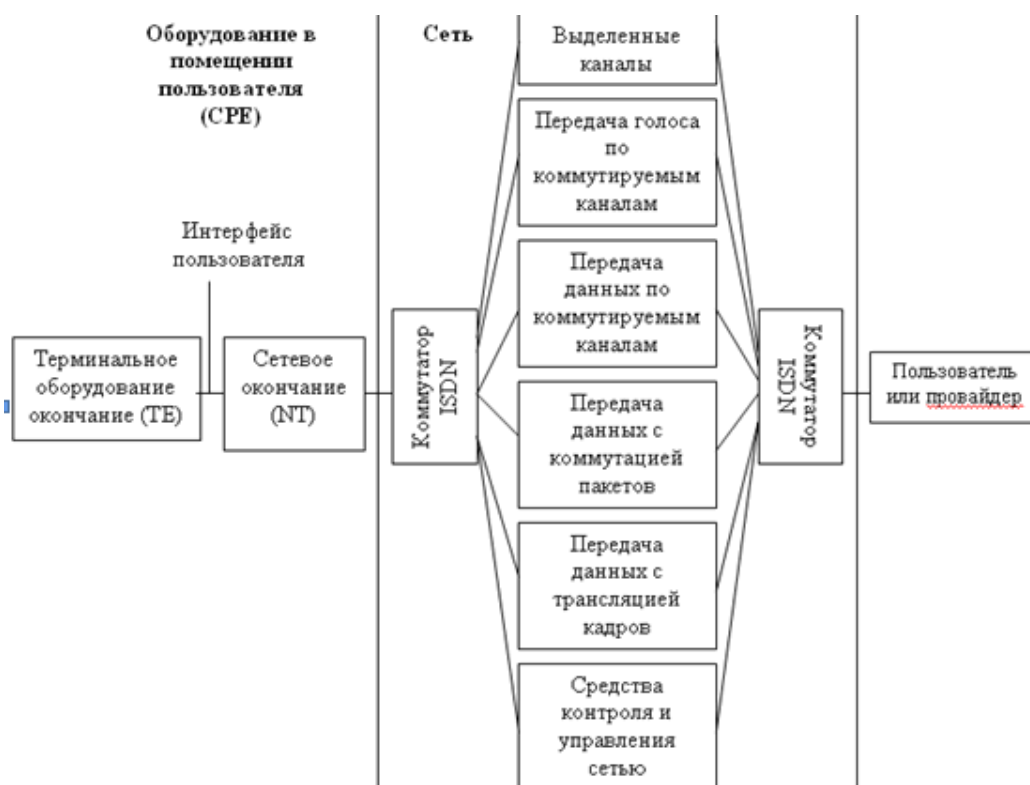 Оборудование в
помещении
пользователя
(CPE)
Сеть
Интерфейс
пользователя
Терминальное
оборудование
окончание (TE)
Сетевое
окончание
(NT)
Коммутатор
ISDN
Выделенные
каналы
Передача голоса
по
коммутируемым
каналам
Передача
данных по
коммутируемым
каналам
Передача
данных с
коммутацией
пакетов
Передача
данных с
трансляцией
кадров
Средства
контроля и
управления
сетью
Коммутатор
ISDN
Пользователь
или провайдер